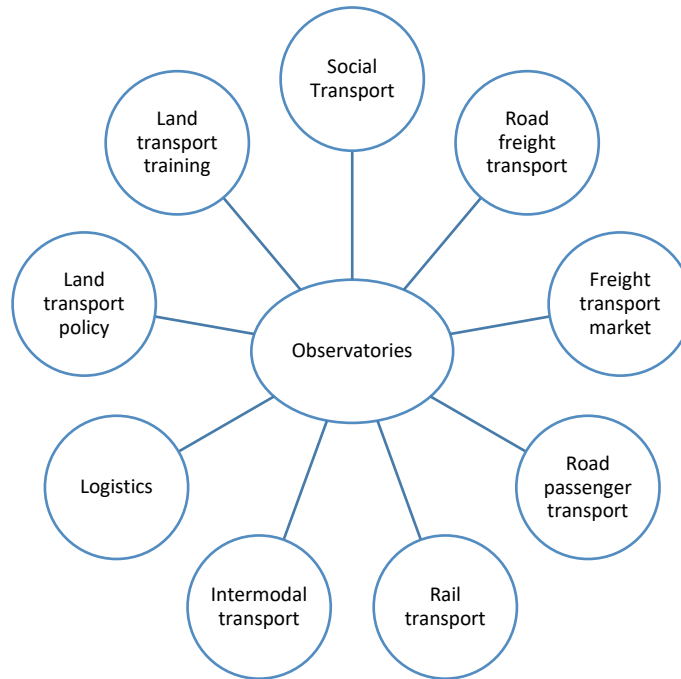 Social
Transport
Road
freight
transport
Freight
transport
market
Road
passenger
transport
Rail
transport
Intermodal
transport
Logistics
Land
transport
policy
Land
transport
training
Observatories